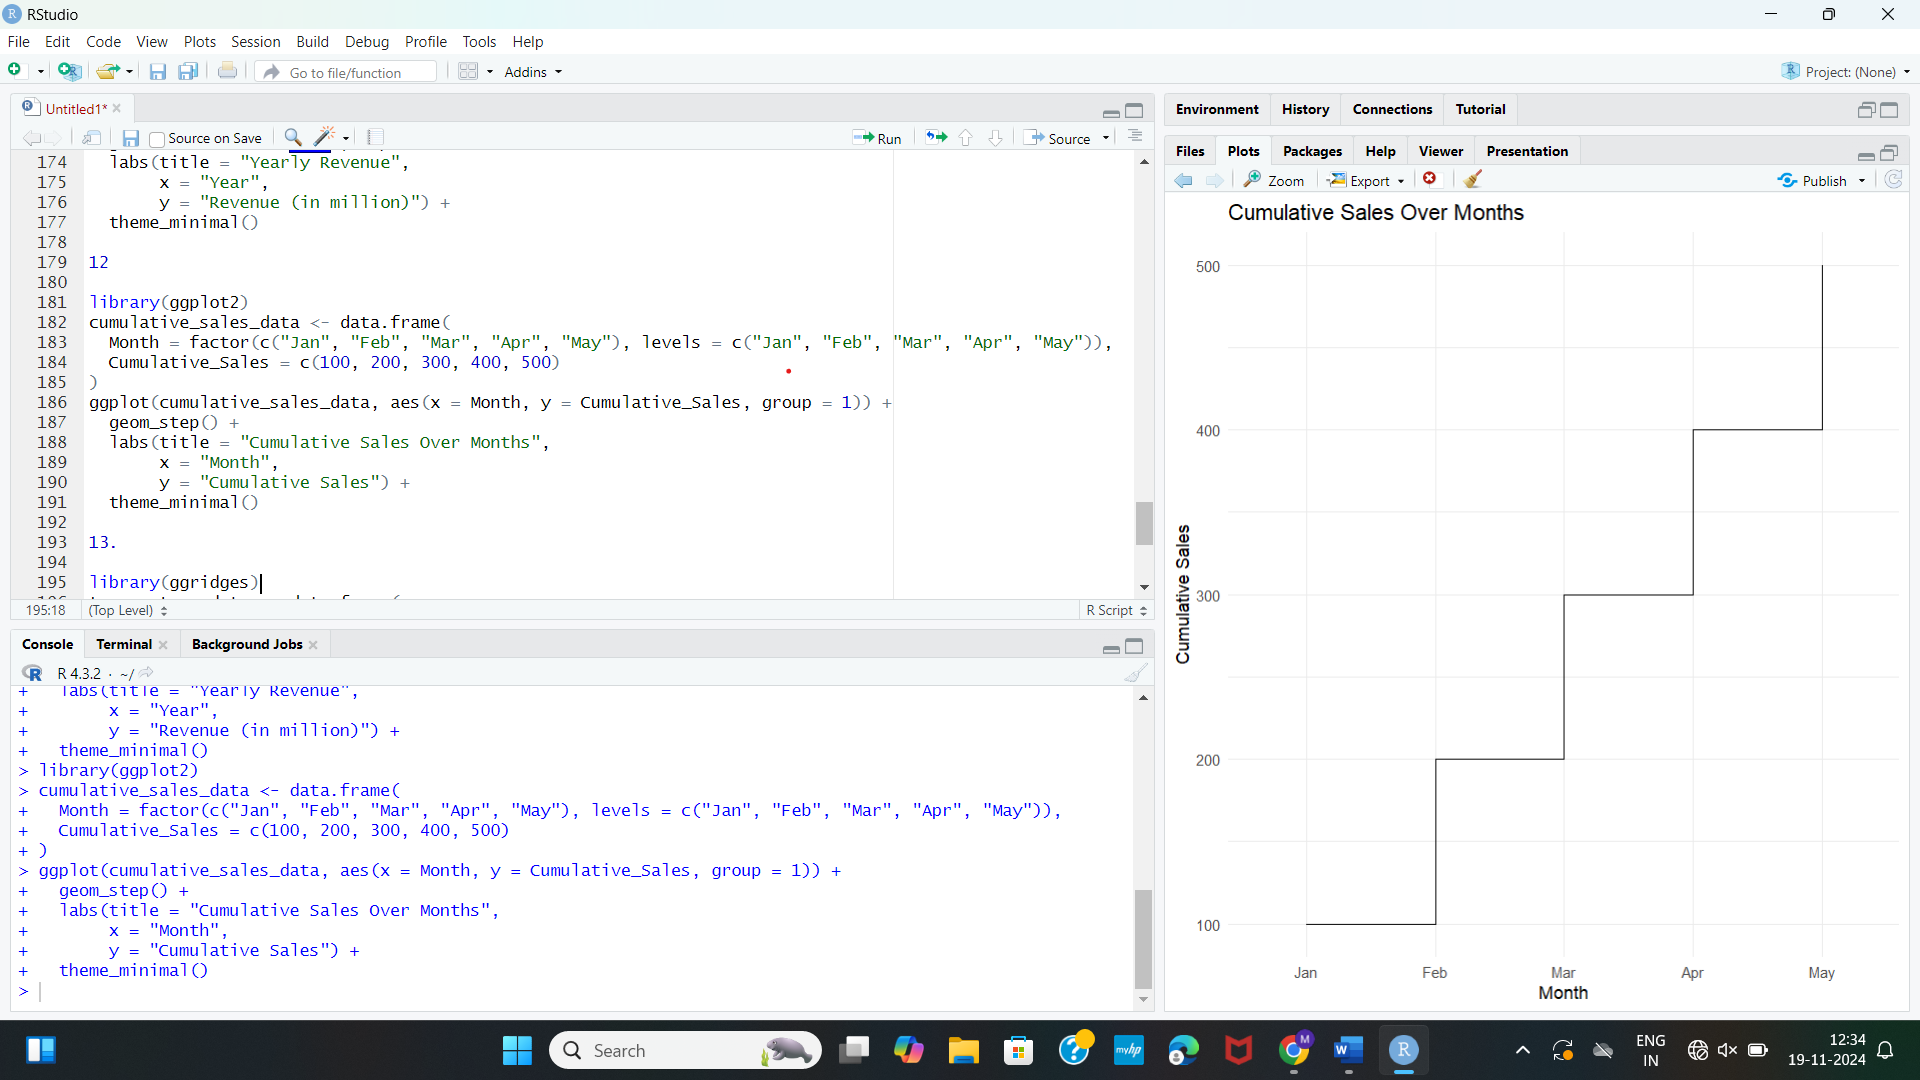 RStudio
File Edit Code View Plots Session Build Debug Profile Tools Help
Go to file/function Addins Project: (None)
Untitled1*
Source on Save Run Source
174 labs(title = "Yearly Revenue",
175 x = "Year",
176 y = "Revenue (in million)") +
177 theme_minimal()
178
179 12
180
181 library(ggplot2)
182 cumulative_sales_data <- data.frame(
183 Month = factor(c("Jan", "Feb", "Mar", "Apr", "May"), levels = c("Jan", "Feb", "Mar", "Apr", "May")),
184 Cumulative_Sales = c(100, 200, 300, 400, 500)
185 )
186 ggplot(cumulative_sales_data, aes(x = Month, y = Cumulative_Sales, group = 1)) +
187 geom_step() +
188 labs(title = "Cumulative Sales Over Months",
189 x = "Month",
190 y = "Cumulative Sales") +
191 theme_minimal()
192
193 13.
194
195 library(ggridges)
195:18 (Top Level) R Script
Console Terminal Background Jobs
R 4.3.2 · ~/
+ labs(title = "Yearly Revenue",
+ x = "Year",
+ y = "Revenue (in million)") +
+ theme_minimal()
> library(ggplot2)
> cumulative_sales_data <- data.frame(
+ Month = factor(c("Jan", "Feb", "Mar", "Apr", "May"), levels = c("Jan", "Feb", "Mar", "Apr", "May")),
+ Cumulative_Sales = c(100, 200, 300, 400, 500)
+ )
> ggplot(cumulative_sales_data, aes(x = Month, y = Cumulative_Sales, group = 1)) +
+ geom_step() +
+ labs(title = "Cumulative Sales Over Months",
+ x = "Month",
+ y = "Cumulative Sales") +
+ theme_minimal()
>
Environment History Connections Tutorial
Files Plots Packages Help Viewer Presentation
Zoom Export Publish
Cumulative Sales Over Months
500
400
300
200
100
Cumulative Sales
Jan Feb Mar Apr May
Month
Search
myhp
M
W
R
ENG
IN
12:34
19-11-2024